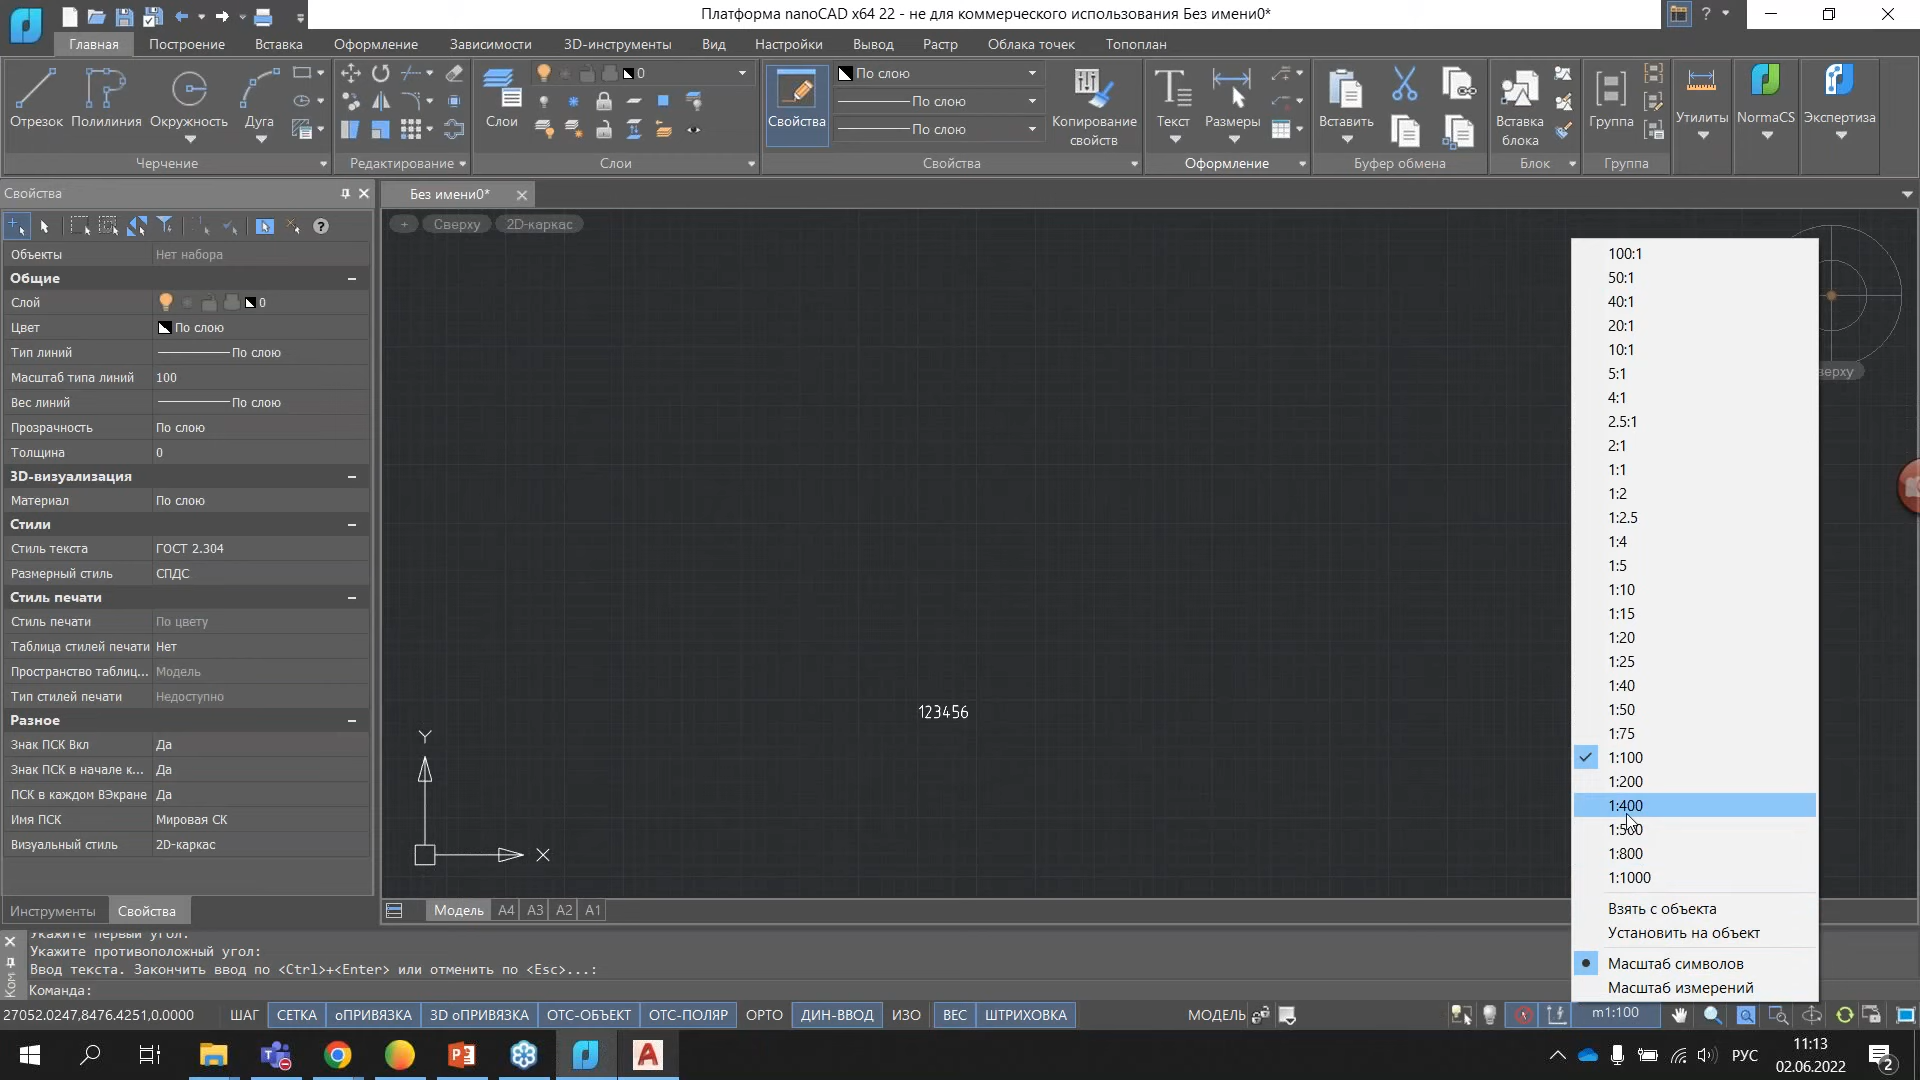 Платформа nanoCAD x64 22 - не для коммерческого использования Без имени0*
Главная Построение Вставка Оформление Зависимости 3D-инструменты Вид Настройки Вывод Растр Облака точек Топоплан
Отрезок Полилиния Окружность Дуга
Черчение
Редактирование
Слои
0
Слои
Свойства
По слою
По слою
По слою
Копирование свойств
Свойства
Текст Размеры
Оформление
Вставить
Буфер обмена
Вставка блока
Блок
Группа
Группа
Утилиты
NormaCS
Экспертиза
Свойства
Без имени0*
+ Сверху 2D-каркас
Объекты Нет набора
Общие
Слой 0
Цвет По слою
Тип линий По слою
Масштаб типа линий 100
Вес линий По слою
Прозрачность По слою
Толщина 0
3D-визуализация
Материал По слою
Стили
Стиль текста ГОСТ 2.304
Размерный стиль СПДС
Стиль печати
Стиль печати По цвету
Таблица стилей печати Нет
Пространство таблиц... Модель
Тип стилей печати Недоступно
Разное
Знак ПСК Вкл Да
Знак ПСК в начале к... Да
ПСК в каждом ВЭкране Да
Имя ПСК Мировая СК
Визуальный стиль 2D-каркас
Инструменты Свойства
123456
Y
X
100:1
50:1
40:1
20:1
10:1
5:1
4:1
2.5:1
2:1
1:1
1:2
1:2.5
1:4
1:5
1:10
1:15
1:20
1:25
1:40
1:50
1:75
1:100
1:200
1:400
1:500
1:800
1:1000
Взять с объекта
Установить на объект
Масштаб символов
Масштаб измерений
Модель A4 A3 A2 A1
Укажите первый угол:
Укажите противоположный угол:
Ввод текста. Закончить ввод по <Ctrl>+<Enter> или отменить по <Esc>...:
Команда:
27052.0247,8476.4251,0.0000 ШАГ СЕТКА оПРИВЯЗКА 3D оПРИВЯЗКА ОТС-ОБЪЕКТ ОТС-ПОЛЯР ОРТО ДИН-ВВОД ИЗО ВЕС ШТРИХОВКА МОДЕЛЬ m1:100
РУС
11:13
02.06.2022
2